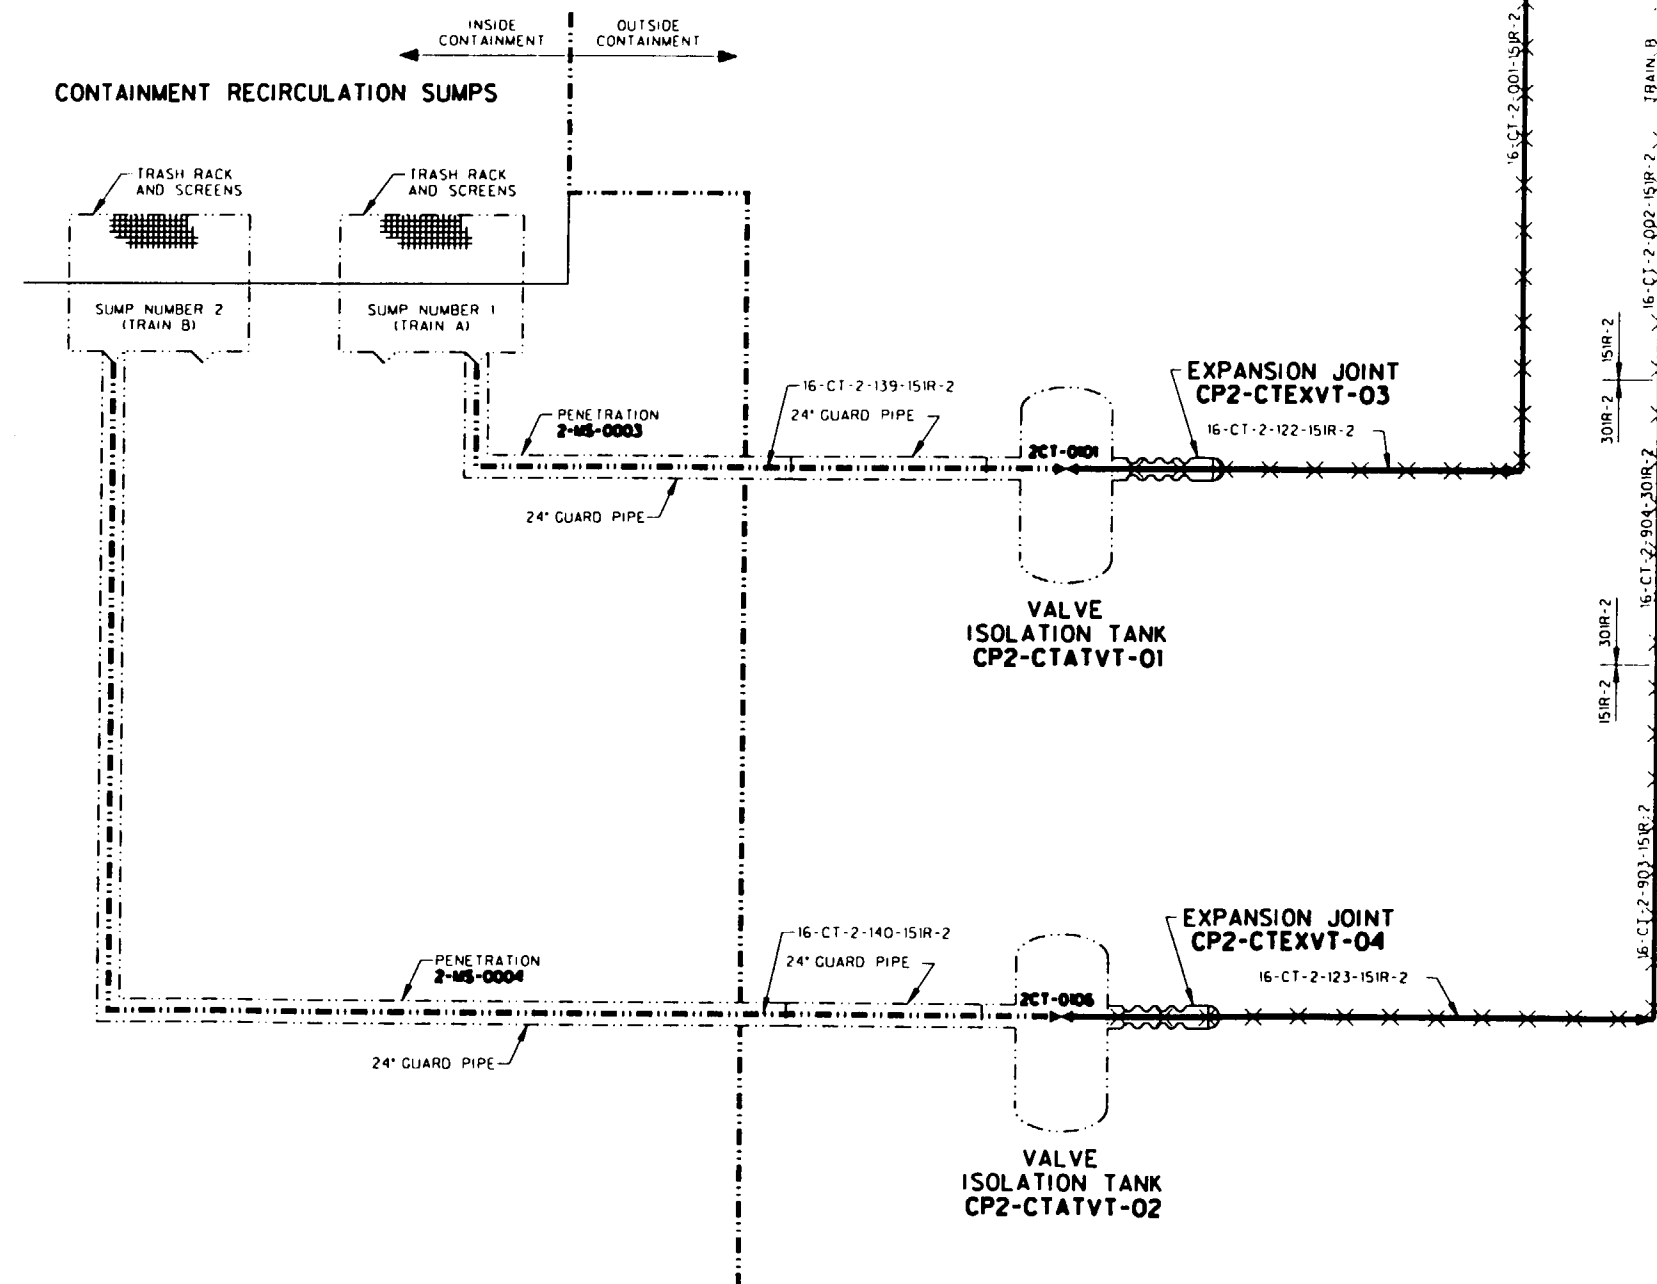 INSIDE
CONTAINMENT
OUTSIDE
CONTAINMENT
CONTAINMENT RECIRCULATION SUMPS
TRASH RACK
AND SCREENS
TRASH RACK
AND SCREENS
SUMP NUMBER 2
(TRAIN B)
SUMP NUMBER 1
(TRAIN A)
16-CT-2-001-151R-2
TRAIN B
16-CT-2-002-151R-2
151R-2
301R-2
EXPANSION JOINT
CP2-CTEXVT-03
16-CT-2-122-151R-2
16-CT-2-139-151R-2
24" GUARD PIPE
PENETRATION
2-MS-0003
2CT-0101
24" GUARD PIPE
16-CT-2-904-301R-2
VALVE
ISOLATION TANK
CP2-CTATVT-01
301R-2
151R-2
16-CT-2-903-151R-2
EXPANSION JOINT
CP2-CTEXVT-04
16-CT-2-123-151R-2
16-CT-2-140-151R-2
24" GUARD PIPE
PENETRATION
2-MS-0004
2CT-0105
24" GUARD PIPE
VALVE
ISOLATION TANK
CP2-CTATVT-02